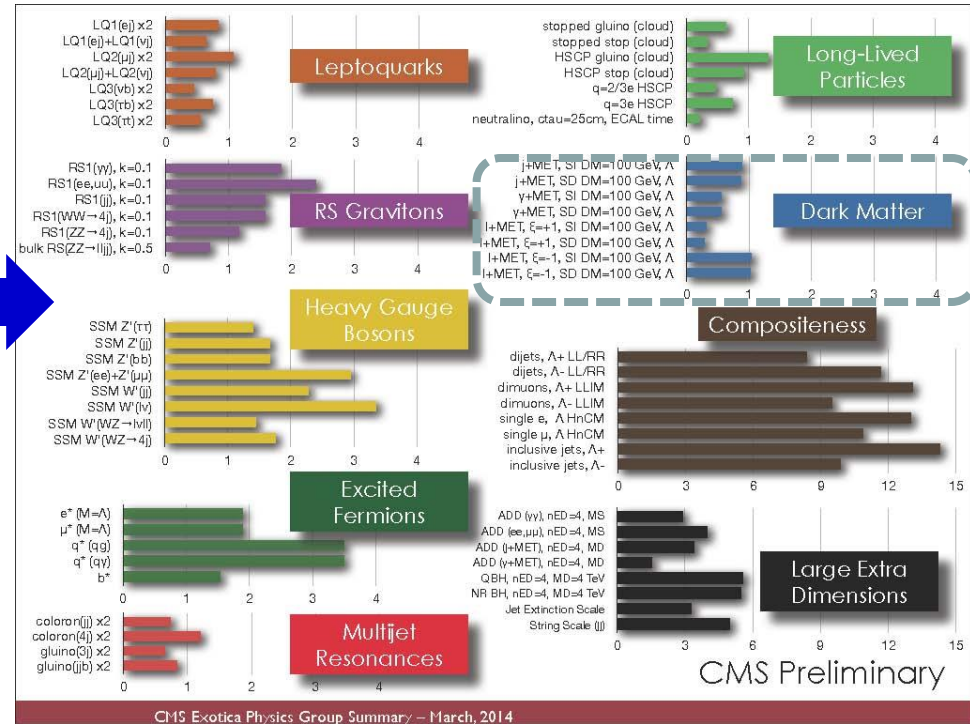 LQ1(ej) x2
LQ1(ej)+LQ1(νj)
LQ2(μj) x2
LQ2(μj)+LQ2(νj)
LQ3(νb) x2
LQ3(τb) x2
LQ3(τt) x2
0 1 2 3 4
Leptoquarks
stopped gluino (cloud)
stopped stop (cloud)
HSCP gluino (cloud)
HSCP stop (cloud)
q=2/3e HSCP
q=3e HSCP
neutralino, ctau=25cm, ECAL time
0 1 2 3 4
Long-Lived
Particles
RS1(γγ), k=0.1
RS1(ee,uu), k=0.1
RS1(jj), k=0.1
RS1(WW→4j), k=0.1
RS1(ZZ→4j), k=0.1
bulk RS(ZZ→lljj), k=0.5
0 1 2 3 4
RS Gravitons
j+MET, SI DM=100 GeV, Λ
j+MET, SD DM=100 GeV, Λ
γ+MET, SI DM=100 GeV, Λ
γ+MET, SD DM=100 GeV, Λ
l+MET, ξ=+1, SI DM=100 GeV, Λ
l+MET, ξ=+1, SD DM=100 GeV, Λ
l+MET, ξ=-1, SI DM=100 GeV, Λ
l+MET, ξ=-1, SD DM=100 GeV, Λ
0 1 2 3 4
Dark Matter
Heavy Gauge
Bosons
SSM Z'(ττ)
SSM Z'(jj)
SSM Z'(bb)
SSM Z'(ee)+Z'(μμ)
SSM W'(jj)
SSM W'(lν)
SSM W'(WZ→lνll)
SSM W'(WZ→4j)
0 1 2 3 4
Compositeness
dijets, Λ+ LL/RR
dijets, Λ- LL/RR
dimuons, Λ+ LLIM
dimuons, Λ- LLIM
single e, Λ HnCM
single μ, Λ HnCM
inclusive jets, Λ+
inclusive jets, Λ-
0 3 6 9 12 15
Excited
Fermions
e* (M=Λ)
μ* (M=Λ)
q* (qg)
q* (qγ)
b*
0 1 2 3 4
ADD (γγ), nED=4, MS
ADD (ee,μμ), nED=4, MS
ADD (j+MET), nED=4, MD
ADD (γ+MET), nED=4, MD
QBH, nED=4, MD=4 TeV
NR BH, nED=4, MD=4 TeV
Jet Extinction Scale
String Scale (jj)
0 3 6 9 12 15
Large Extra
Dimensions
coloron(jj) x2
coloron(4j) x2
gluino(3j) x2
gluino(jjb) x2
0 1 2 3 4
Multijet
Resonances
CMS Preliminary
CMS Exotica Physics Group Summary – March, 2014